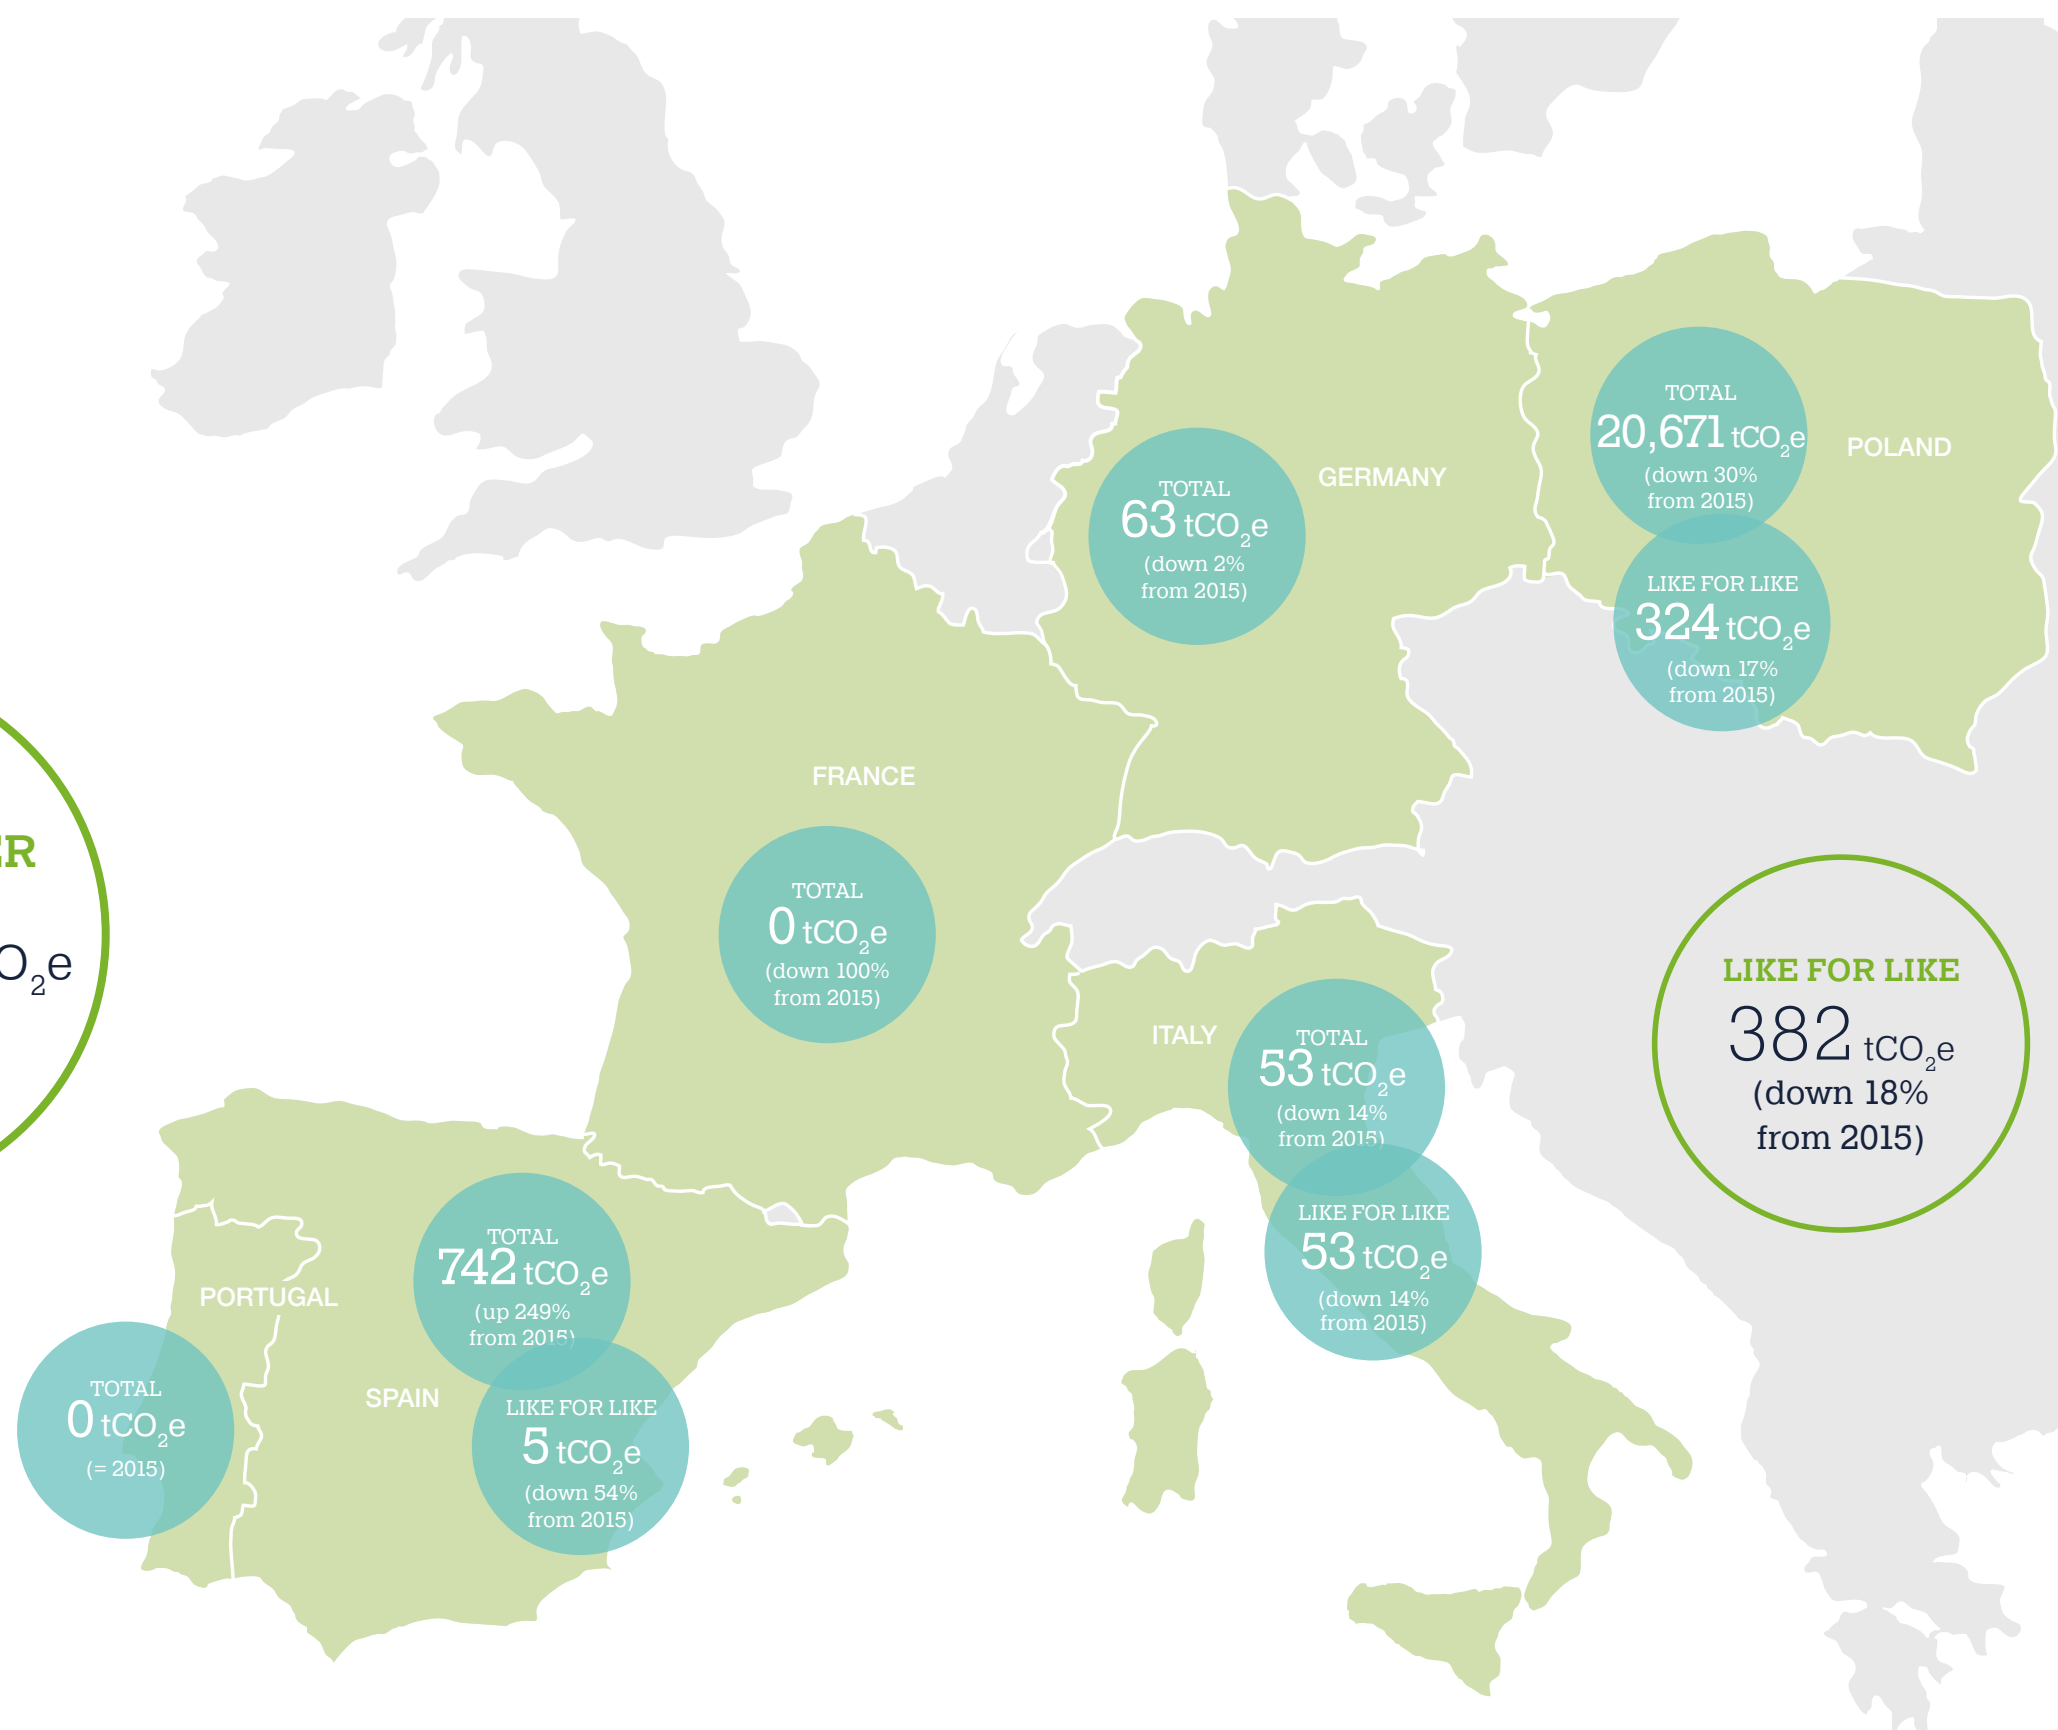 TOTAL
20,671 tCO₂e
(down 30%
from 2015)
POLAND
LIKE FOR LIKE
324 tCO₂e
(down 17%
from 2015)
GERMANY
TOTAL
63 tCO₂e
(down 2%
from 2015)
FRANCE
TOTAL
0 tCO₂e
(down 100%
from 2015)
ITALY
TOTAL
53 tCO₂e
(down 14%
from 2015)
LIKE FOR LIKE
53 tCO₂e
(down 14%
from 2015)
LIKE FOR LIKE
382 tCO₂e
(down 18%
from 2015)
TOTAL
742 tCO₂e
(up 249%
from 2015)
SPAIN
LIKE FOR LIKE
5 tCO₂e
(down 54%
from 2015)
PORTUGAL
TOTAL
0 tCO₂e
(= 2015)